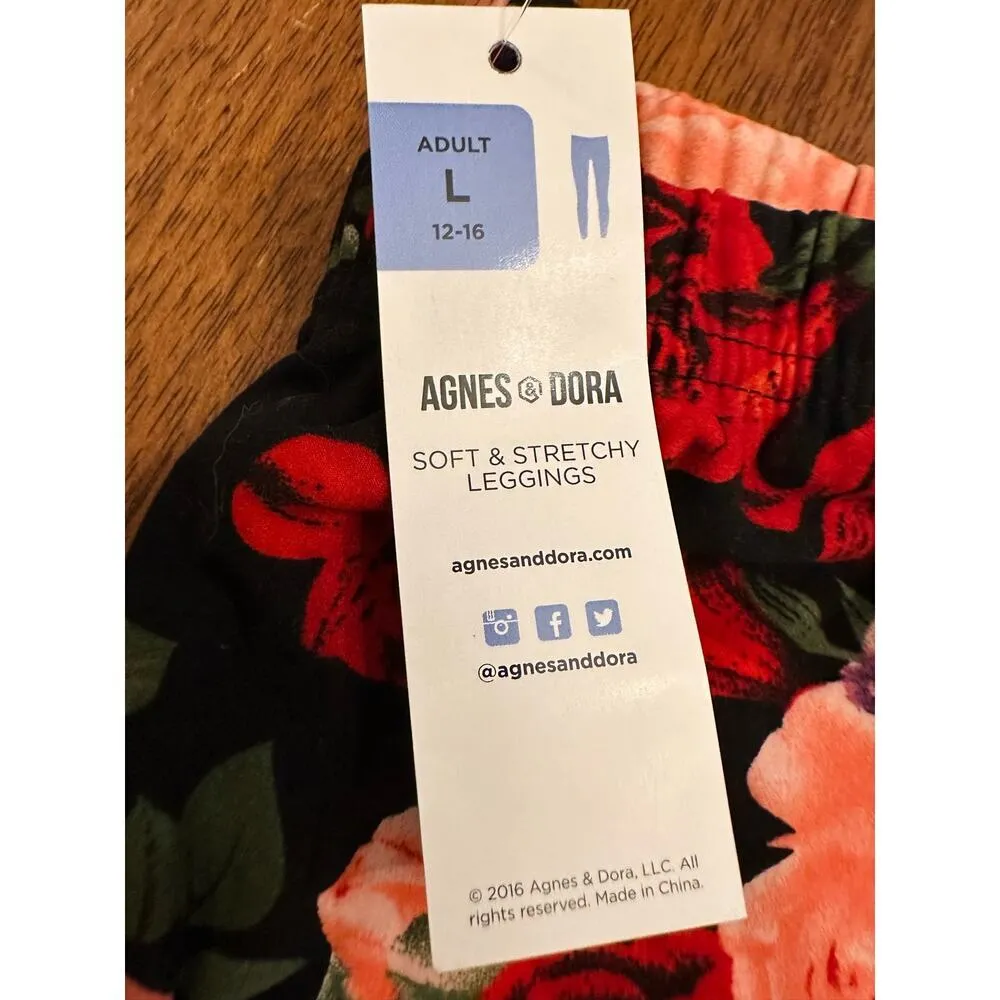 ADULT
L
12-16
AGNES & DORA
SOFT & STRETCHY
LEGGINGS
agnesanddora.com
@agnesanddora
© 2016 Agnes & Dora, LLC. All
rights reserved. Made in China.